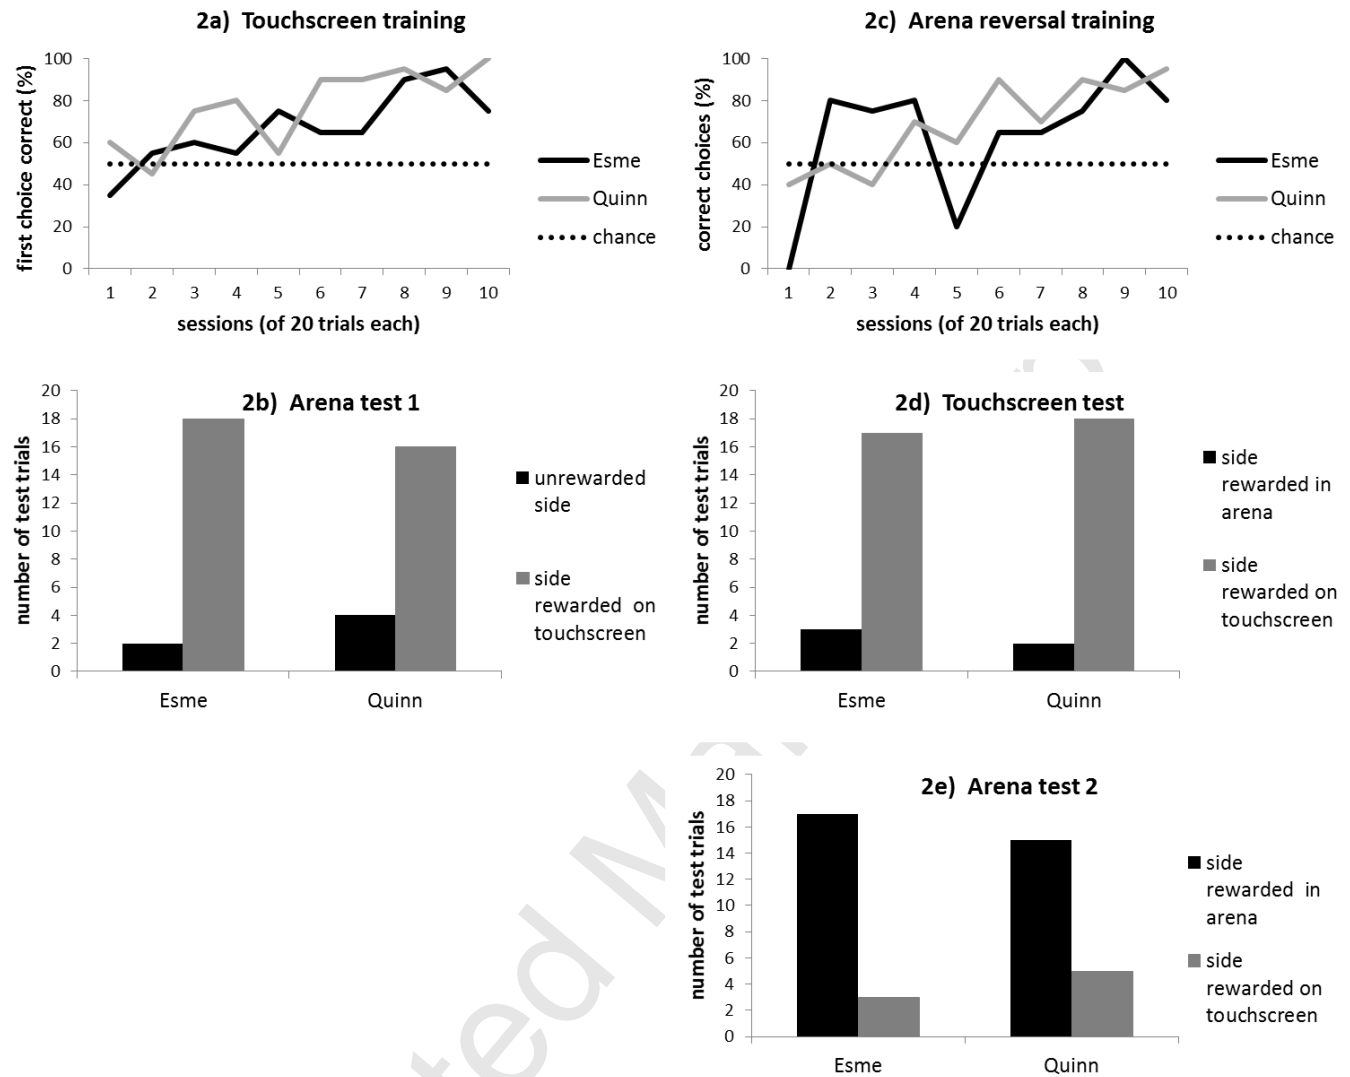 2a) Touchscreen training
first choice correct (%)
100
80
60
40
20
0
1 2 3 4 5 6 7 8 9 10
sessions (of 20 trials each)
Esme
Quinn
chance
2c) Arena reversal training
correct choices (%)
100
80
60
40
20
0
1 2 3 4 5 6 7 8 9 10
sessions (of 20 trials each)
Esme
Quinn
chance
2b) Arena test 1
number of test trials
20
18
16
14
12
10
8
6
4
2
0
Esme Quinn
unrewarded
side
side
rewarded on
touchscreen
2d) Touchscreen test
number of test trials
20
18
16
14
12
10
8
6
4
2
0
Esme Quinn
side
rewarded in
arena
side
rewarded on
touchscreen
2e) Arena test 2
number of test trials
20
18
16
14
12
10
8
6
4
2
0
Esme Quinn
side
rewarded in
arena
side
rewarded on
touchscreen